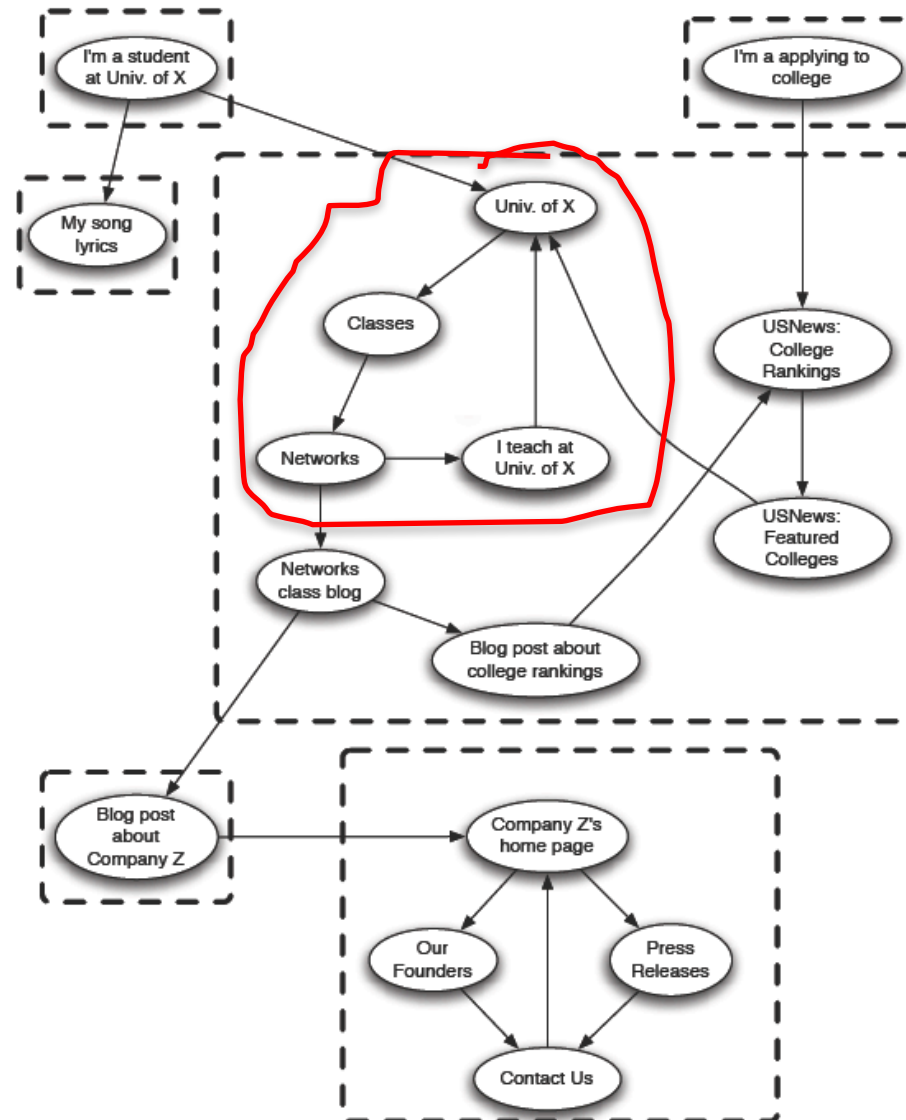 I'm a student
at Univ. of X
I'm a applying to
college
My song
lyrics
Univ. of X
Classes
USNews:
College
Rankings
Networks
I teach at
Univ. of X
USNews:
Featured
Colleges
Networks
class blog
Blog post about
college rankings
Blog post
about
Company Z
Company Z's
home page
Our
Founders
Press
Releases
Contact Us